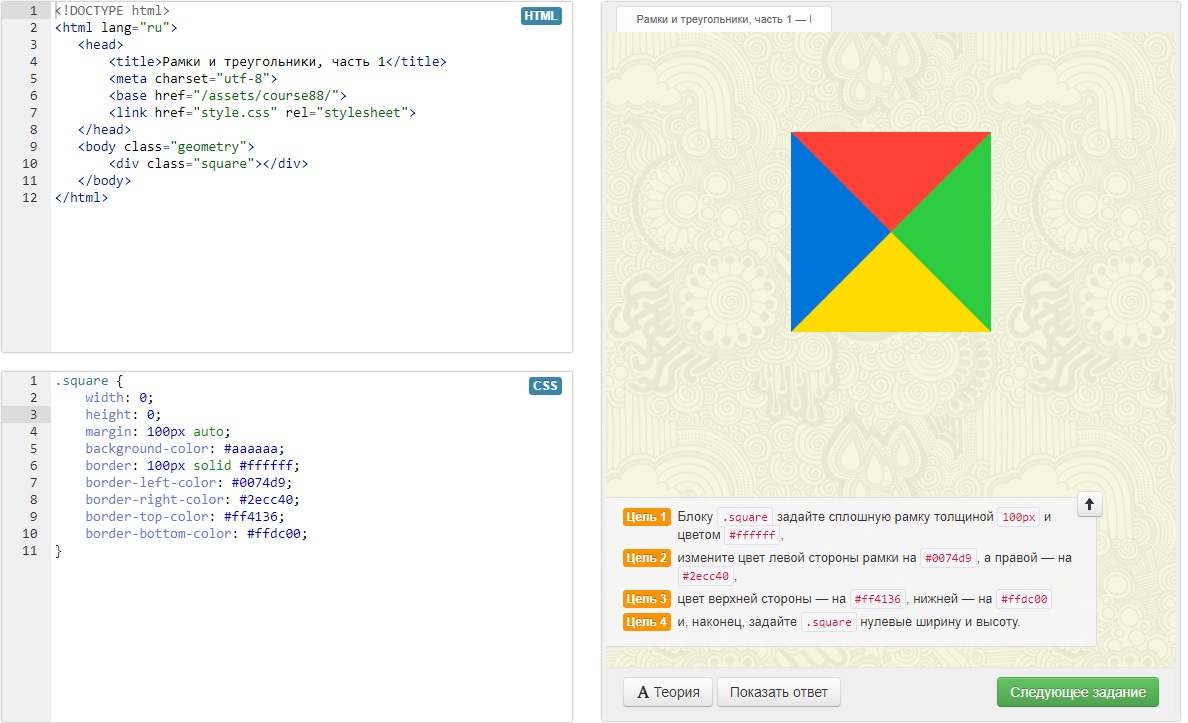 1 <!DOCTYPE html>
HTML
2 <html lang="ru">
3 <head>
4 <title>Рамки и треугольники, часть 1</title>
5 <meta charset="utf-8">
6 <base href="/assets/course88/">
7 <link href="style.css" rel="stylesheet">
8 </head>
9 <body class="geometry">
10 <div class="square"></div>
11 </body>
12 </html>
1 .square {
CSS
2 width: 0;
3 height: 0;
4 margin: 100px auto;
5 background-color: #aaaaaa;
6 border: 100px solid #ffffff;
7 border-left-color: #0074d9;
8 border-right-color: #2ecc40;
9 border-top-color: #ff4136;
10 border-bottom-color: #ffdc00;
11 }
Рамки и треугольники, часть 1 —
Цель 1 Блоку .square задайте сплошную рамку толщиной 100px и
цветом #ffffff,
Цель 2 измените цвет левой стороны рамки на #0074d9, а правой — на
#2ecc40,
Цель 3 цвет верхней стороны — на #ff4136, нижней — на #ffdc00
Цель 4 и, наконец, задайте .square нулевые ширину и высоту.
A Теория
Показать ответ
Следующее задание